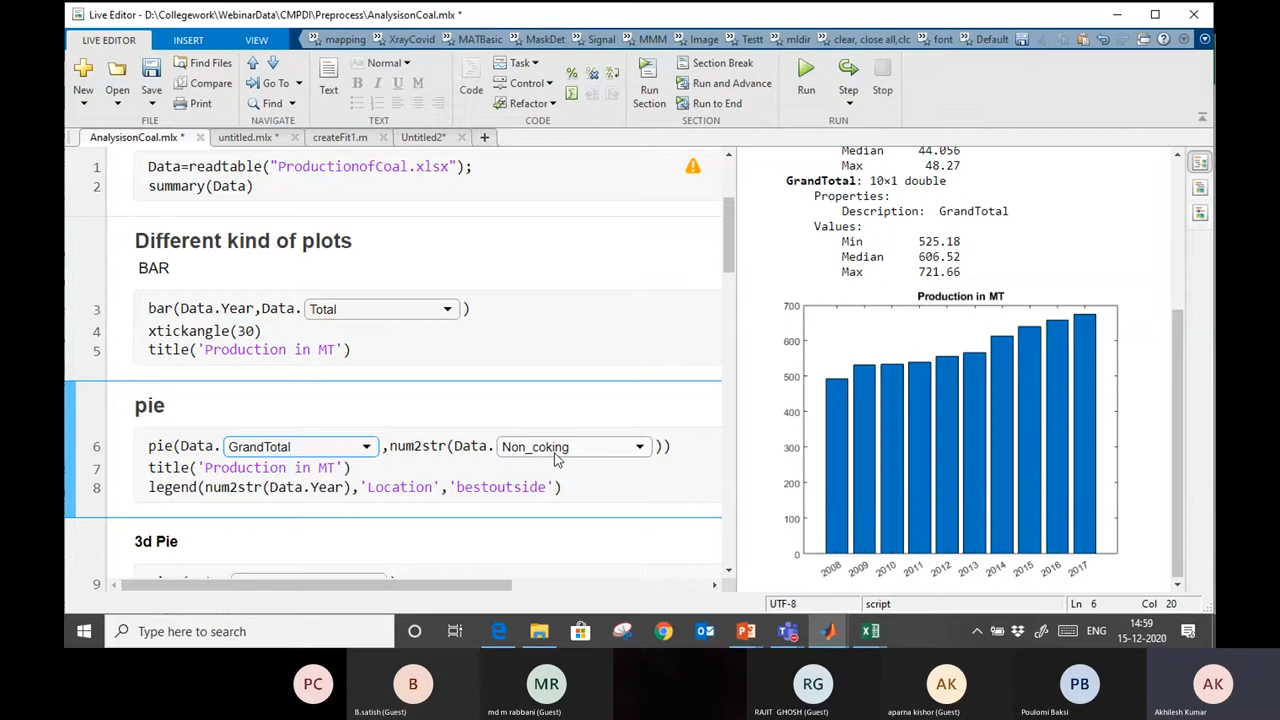 Live Editor - D:\Collegework\WebinarData\CMPDI\Preprocess\AnalysisonCoal.mlx *
LIVE EDITOR INSERT VIEW mapping XrayCovid MATBasic MaskDet Signal MMM Image Testt mldir clear, close all,clc font Default
New Open Save Find Files Compare Print Go To Find Text Normal B I U M Code Task Control Refactor Run Section Section Break Run and Advance Run to End Run Step Stop
FILE NAVIGATE TEXT CODE SECTION RUN
AnalysisonCoal.mlx * untitled.mlx * createFit1.m Untitled2*
1 Data=readtable("ProductionofCoal.xlsx");
2 summary(Data)
Different kind of plots
BAR
3 bar(Data.Year,Data. Total )
4 xtickangle(30)
5 title('Production in MT')
pie
6 pie(Data. GrandTotal ,num2str(Data. Non_coking ))
7 title('Production in MT')
8 legend(num2str(Data.Year),'Location','bestoutside')
3d Pie
9
Median 44.056
Max 48.27
GrandTotal: 10×1 double
Properties:
Description: GrandTotal
Values:
Min 525.18
Median 606.52
Max 721.66
Production in MT
700
600
500
400
300
200
100
0
2008 2009 2010 2011 2012 2013 2014 2015 2016 2017
UTF-8 script Ln 6 Col 20
Type here to search
ENG
14:59
15-12-2020
PC B MR RG AK PB AK
B.satish (Guest) md m rabbani (Guest) RAJIT GHOSH (Guest) aparna kishor (Guest) Poulomi Baksi Akhilesh Kumar